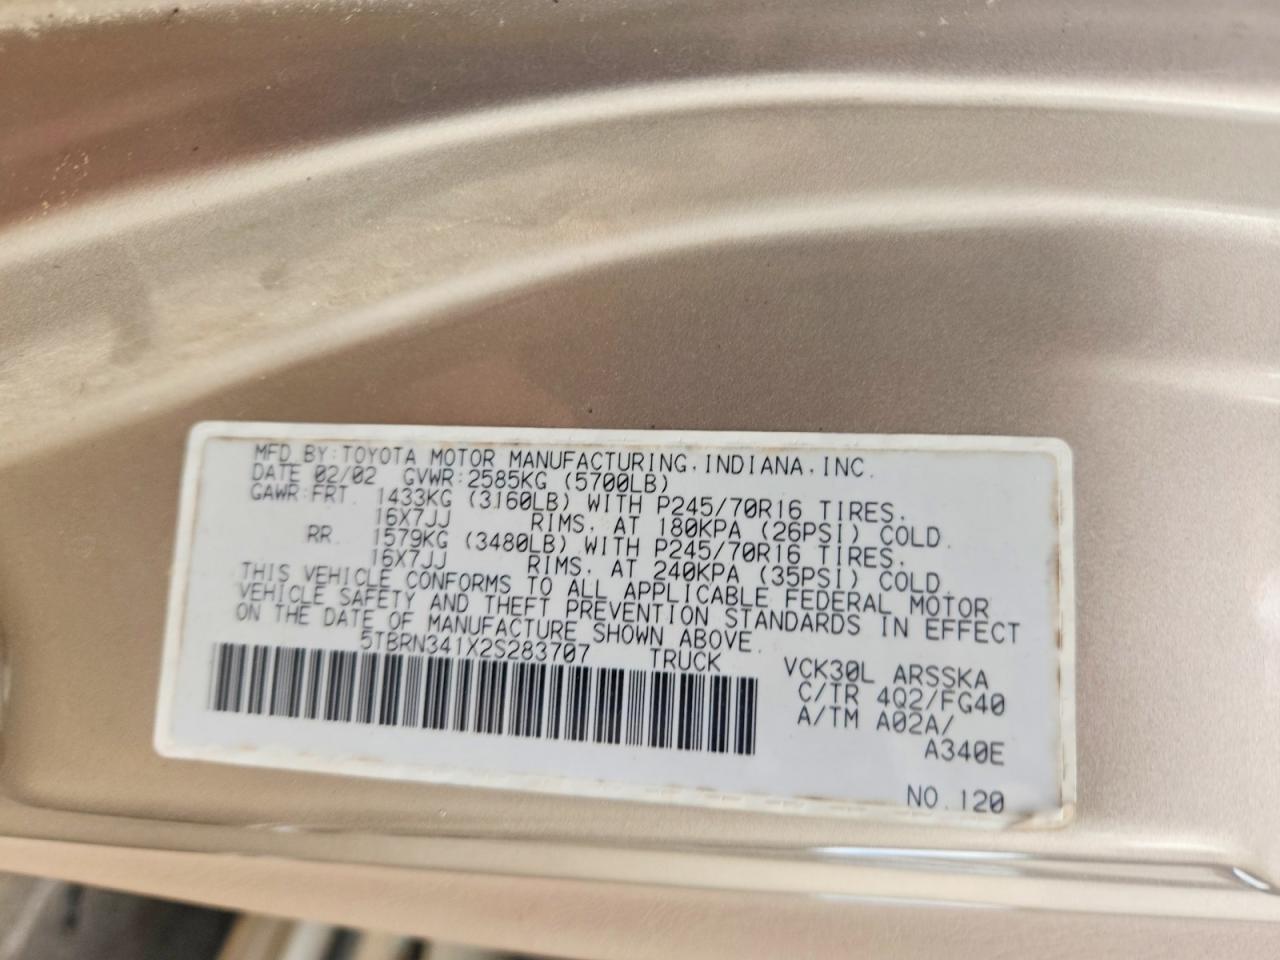 MFD BY: TOYOTA MOTOR MANUFACTURING, INDIANA, INC.
DATE 02/02 GVWR: 2585KG (5700LB)
GAWR: FRT. 1433KG (3160LB) WITH P245/70R16 TIRES.
16X7JJ RIMS. AT 180KPA (26PSI) COLD.
RR. 1579KG (3480LB) WITH P245/70R16 TIRES.
16X7JJ RIMS. AT 240KPA (35PSI) COLD.
THIS VEHICLE CONFORMS TO ALL APPLICABLE FEDERAL MOTOR
VEHICLE SAFETY AND THEFT PREVENTION STANDARDS IN EFFECT
ON THE DATE OF MANUFACTURE SHOWN ABOVE.
5TBRN341X2S283707 TRUCK
VCK30L ARSSKA
C/TR 4Q2/FG40
A/TM A02A/
A340E
NO. 120